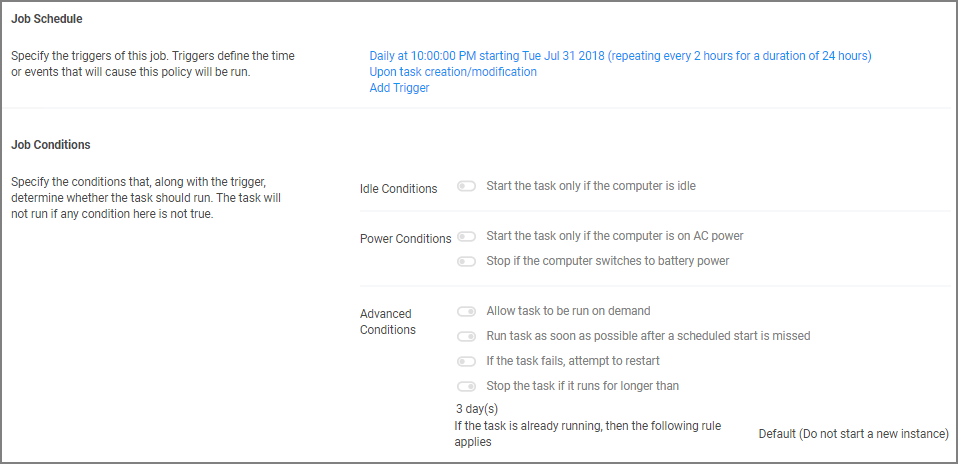 Job Schedule
Specify the triggers of this job. Triggers define the time
or events that will cause this policy will be run.
Daily at 10:00:00 PM starting Tue Jul 31 2018 (repeating every 2 hours for a duration of 24 hours)
Upon task creation/modification
Add Trigger
Job Conditions
Specify the conditions that, along with the trigger,
determine whether the task should run. The task will
not run if any condition here is not true.
Idle Conditions
Start the task only if the computer is idle
Power Conditions
Start the task only if the computer is on AC power
Stop if the computer switches to battery power
Advanced
Conditions
Allow task to be run on demand
Run task as soon as possible after a scheduled start is missed
If the task fails, attempt to restart
Stop the task if it runs for longer than
3 day(s)
If the task is already running, then the following rule
applies
Default (Do not start a new instance)